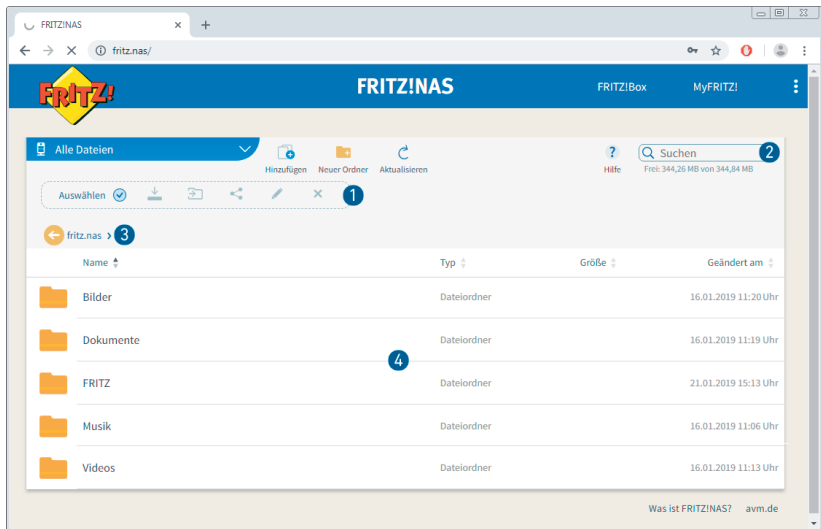 FRITZ!NAS
fritz.nas/
FRITZ!
FRITZ!NAS
FRITZ!Box
MyFRITZ!
Alle Dateien
Hinzufügen
Neuer Ordner
Aktualisieren
Hilfe
Suchen
2
Frei: 344,26 MB von 344,84 MB
Auswählen
1
fritz.nas ›
3
Name Typ Größe Geändert am
Bilder Dateiordner 16.01.2019 11:20 Uhr
Dokumente Dateiordner 16.01.2019 11:19 Uhr
4
FRITZ Dateiordner 21.01.2019 15:13 Uhr
Musik Dateiordner 16.01.2019 11:06 Uhr
Videos Dateiordner 16.01.2019 11:13 Uhr
Was ist FRITZ!NAS? avm.de